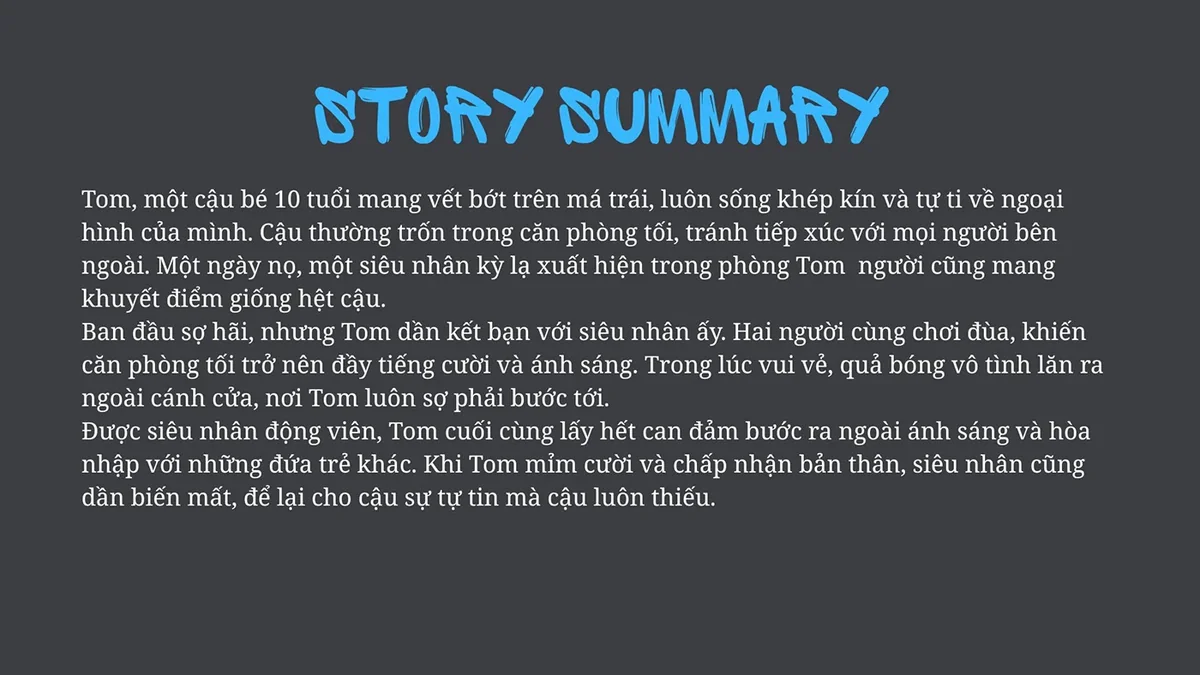 STORY SUMMARY
Tom, một cậu bé 10 tuổi mang vết bớt trên má trái, luôn sống khép kín và tự ti về ngoại
hình của mình. Cậu thường trốn trong căn phòng tối, tránh tiếp xúc với mọi người bên
ngoài. Một ngày nọ, một siêu nhân kỳ lạ xuất hiện trong phòng Tom  người cũng mang
khuyết điểm giống hệt cậu.
Ban đầu sợ hãi, nhưng Tom dần kết bạn với siêu nhân ấy. Hai người cùng chơi đùa, khiến
căn phòng tối trở nên đầy tiếng cười và ánh sáng. Trong lúc vui vẻ, quả bóng vô tình lăn ra
ngoài cánh cửa, nơi Tom luôn sợ phải bước tới.
Được siêu nhân động viên, Tom cuối cùng lấy hết can đảm bước ra ngoài ánh sáng và hòa
nhập với những đứa trẻ khác. Khi Tom mỉm cười và chấp nhận bản thân, siêu nhân cũng
dần biến mất, để lại cho cậu sự tự tin mà cậu luôn thiếu.